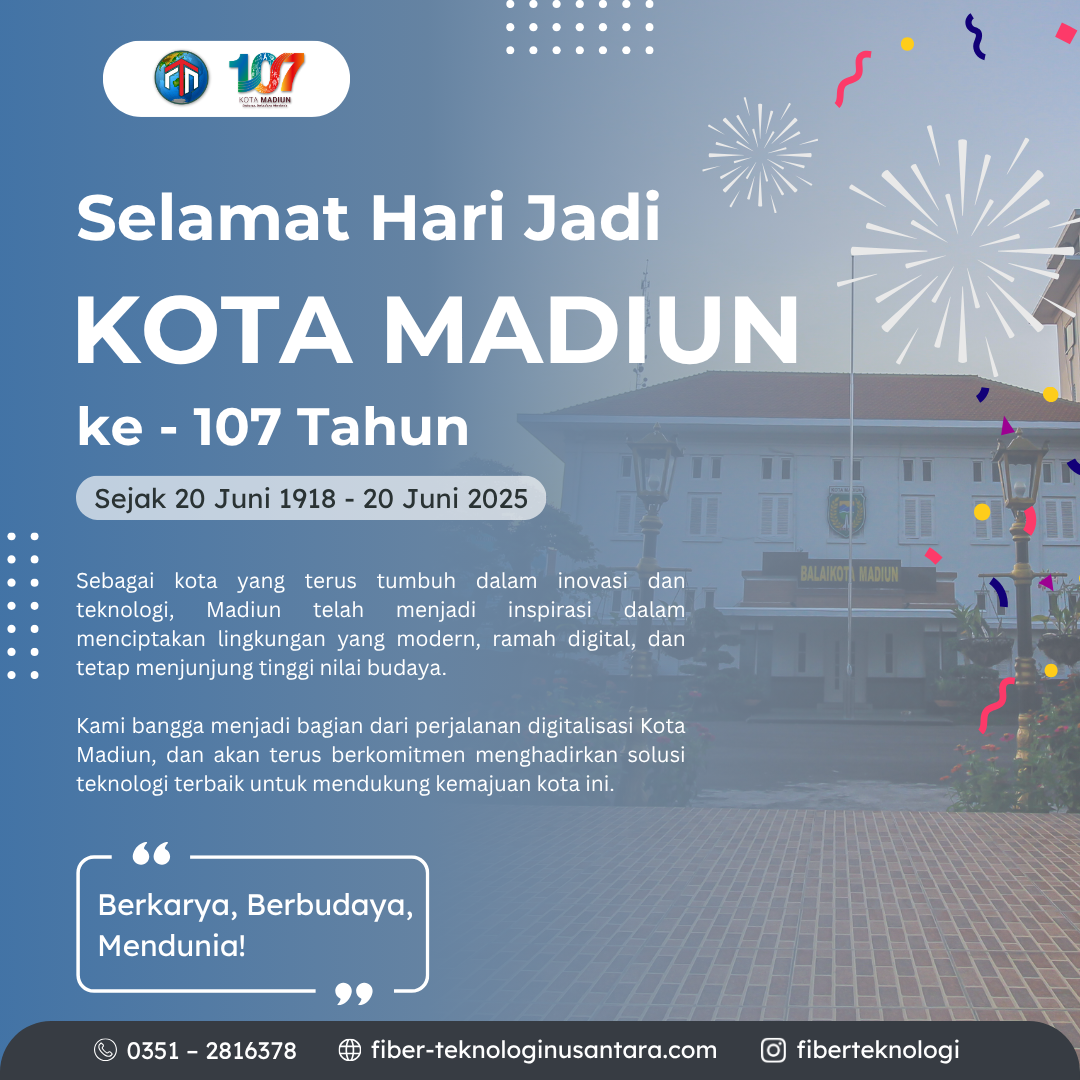 FTN
107
KOTA MADIUN
Selamat Hari Jadi
KOTA MADIUN
ke - 107 Tahun
Sejak 20 Juni 1918 - 20 Juni 2025
Sebagai kota yang terus tumbuh dalam inovasi dan
teknologi, Madiun telah menjadi inspirasi dalam
menciptakan lingkungan yang modern, ramah digital, dan
tetap menjunjung tinggi nilai budaya.
Kami bangga menjadi bagian dari perjalanan digitalisasi Kota
Madiun, dan akan terus berkomitmen menghadirkan solusi
teknologi terbaik untuk mendukung kemajuan kota ini.
BALAIKOTA MADIUN
“
Berkarya, Berbudaya,
Mendunia!
”
0351 – 2816378
fiber-teknologinusantara.com
fiberteknologi